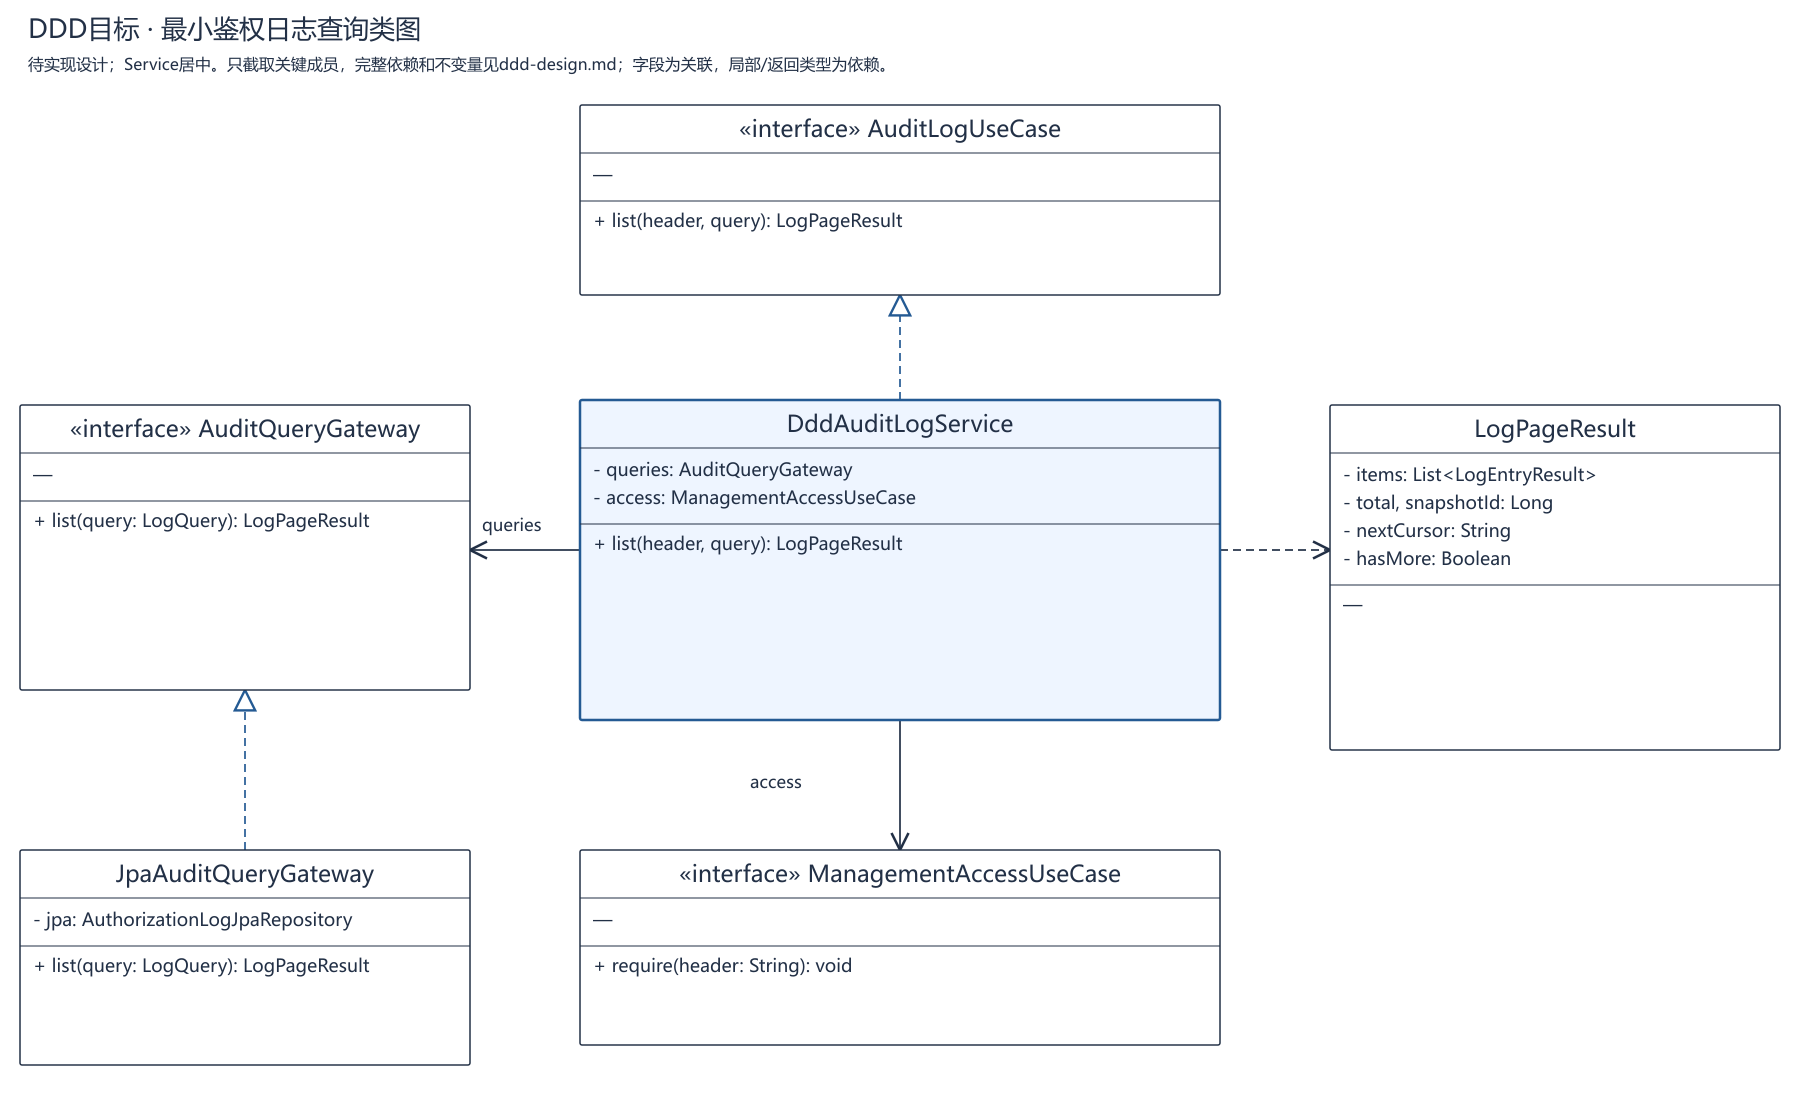 DDD目标 · 最小鉴权日志查询类图
待实现设计；Service居中。只截取关键成员，完整依赖和不变量见ddd-design.md；字段为关联，局部/返回类型为依赖。
«interface» AuditLogUseCase
—
+ list(header, query): LogPageResult
«interface» AuditQueryGateway
—
+ list(query: LogQuery): LogPageResult
queries
DddAuditLogService
- queries: AuditQueryGateway
- access: ManagementAccessUseCase
+ list(header, query): LogPageResult
LogPageResult
- items: List<LogEntryResult>
- total, snapshotId: Long
- nextCursor: String
- hasMore: Boolean
—
access
JpaAuditQueryGateway
- jpa: AuthorizationLogJpaRepository
+ list(query: LogQuery): LogPageResult
«interface» ManagementAccessUseCase
—
+ require(header: String): void